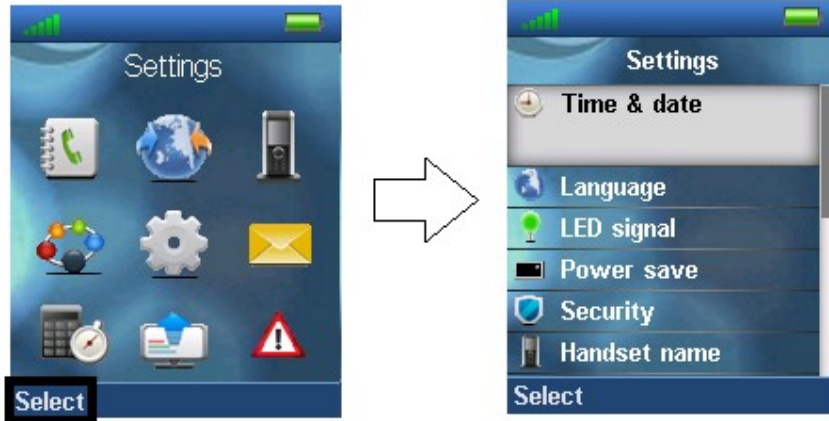 Settings
Select
Settings
Time & date
Language
LED signal
Power save
Security
Handset name
Select